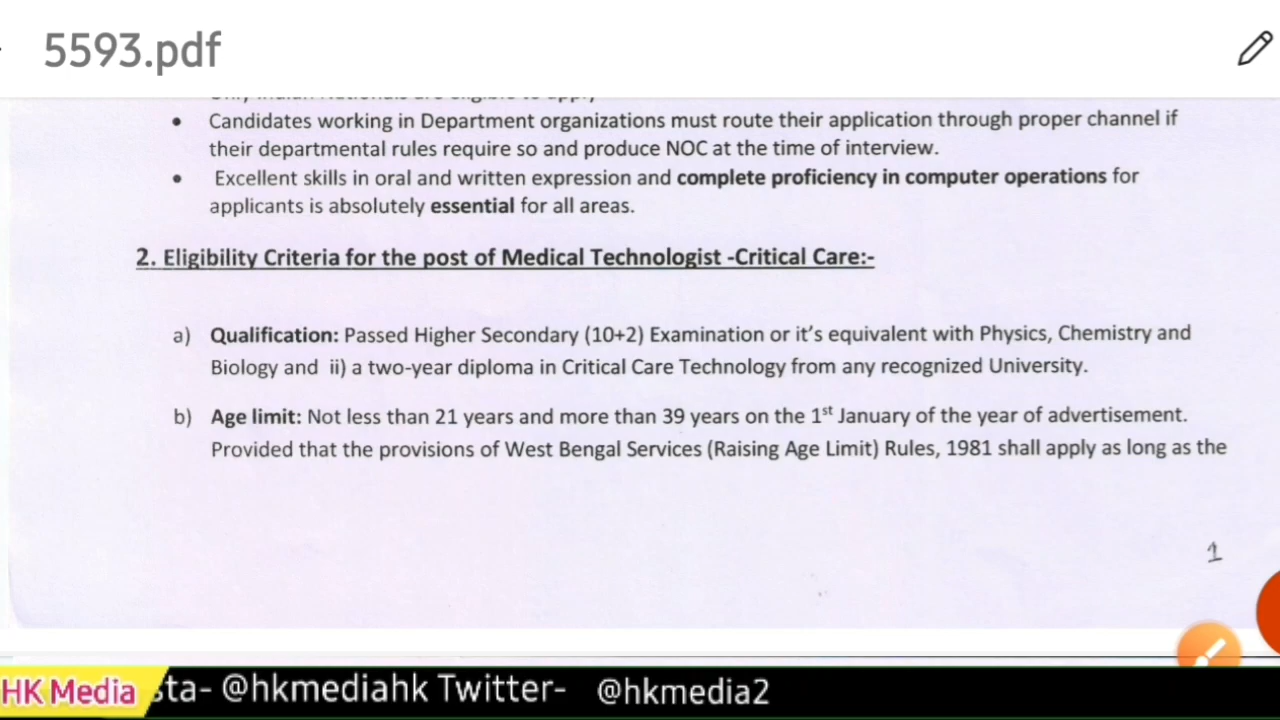 5593.pdf
Only Indian Nationals are eligible to apply
• Candidates working in Department organizations must route their application through proper channel if
their departmental rules require so and produce NOC at the time of interview.
• Excellent skills in oral and written expression and complete proficiency in computer operations for
applicants is absolutely essential for all areas.
2. Eligibility Criteria for the post of Medical Technologist -Critical Care:-
a) Qualification: Passed Higher Secondary (10+2) Examination or it's equivalent with Physics, Chemistry and
Biology and ii) a two-year diploma in Critical Care Technology from any recognized University.
b) Age limit: Not less than 21 years and more than 39 years on the 1st January of the year of advertisement.
Provided that the provisions of West Bengal Services (Raising Age Limit) Rules, 1981 shall apply as long as the
1
HK Media sta- @hkmediahk Twitter- @hkmedia2